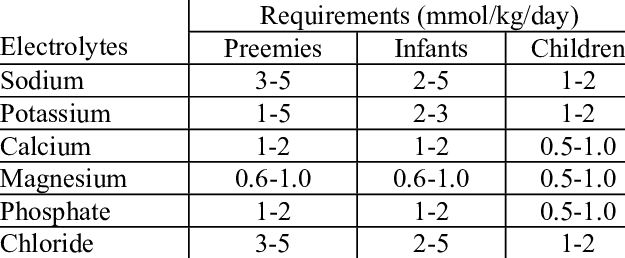 Requirements (mmol/kg/day)
Electrolytes Preemies Infants Children
Sodium 3-5 2-5 1-2
Potassium 1-5 2-3 1-2
Calcium 1-2 1-2 0.5-1.0
Magnesium 0.6-1.0 0.6-1.0 0.5-1.0
Phosphate 1-2 1-2 0.5-1.0
Chloride 3-5 2-5 1-2